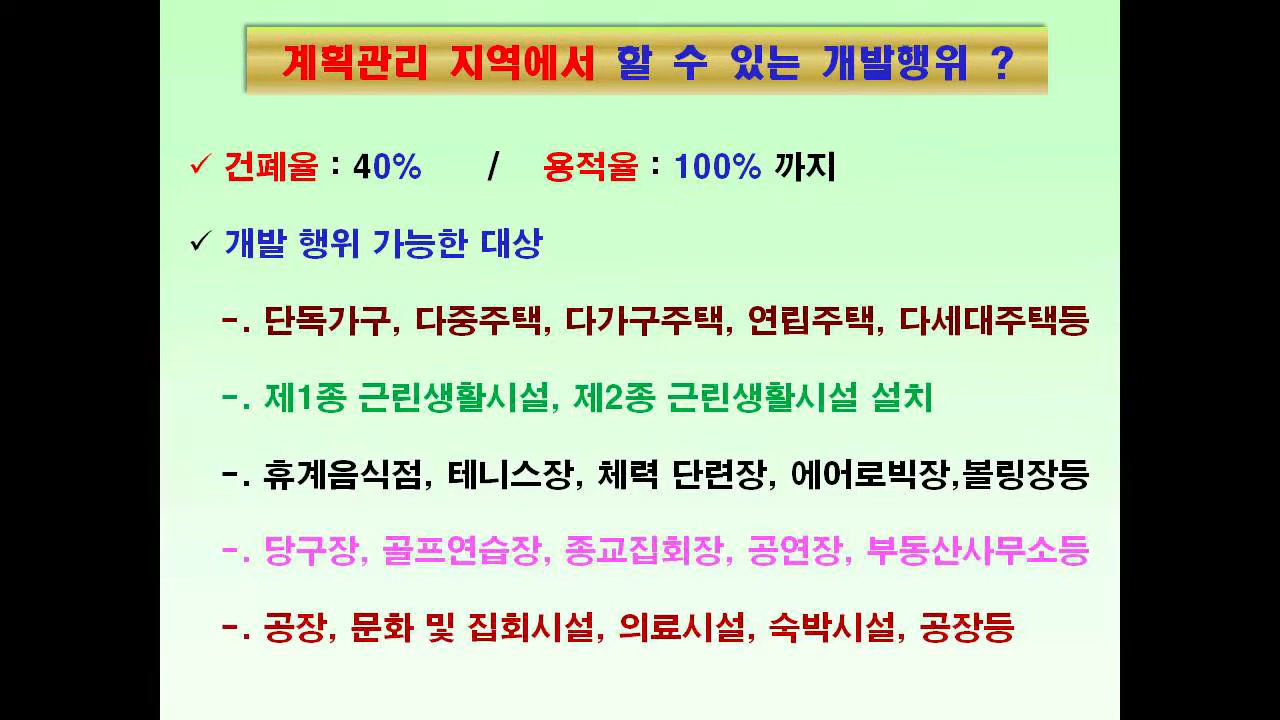 계획관리 지역에서 할 수 있는 개발행위 ?
✓ 건폐율 : 40% / 용적율 : 100% 까지
✓ 개발 행위 가능한 대상
-. 단독가구, 다중주택, 다가구주택, 연립주택, 다세대주택등
-. 제1종 근린생활시설, 제2종 근린생활시설 설치
-. 휴계음식점, 테니스장, 체력 단련장, 에어로빅장,볼링장등
-. 당구장, 골프연습장, 종교집회장, 공연장, 부동산사무소등
-. 공장, 문화 및 집회시설, 의료시설, 숙박시설, 공장등